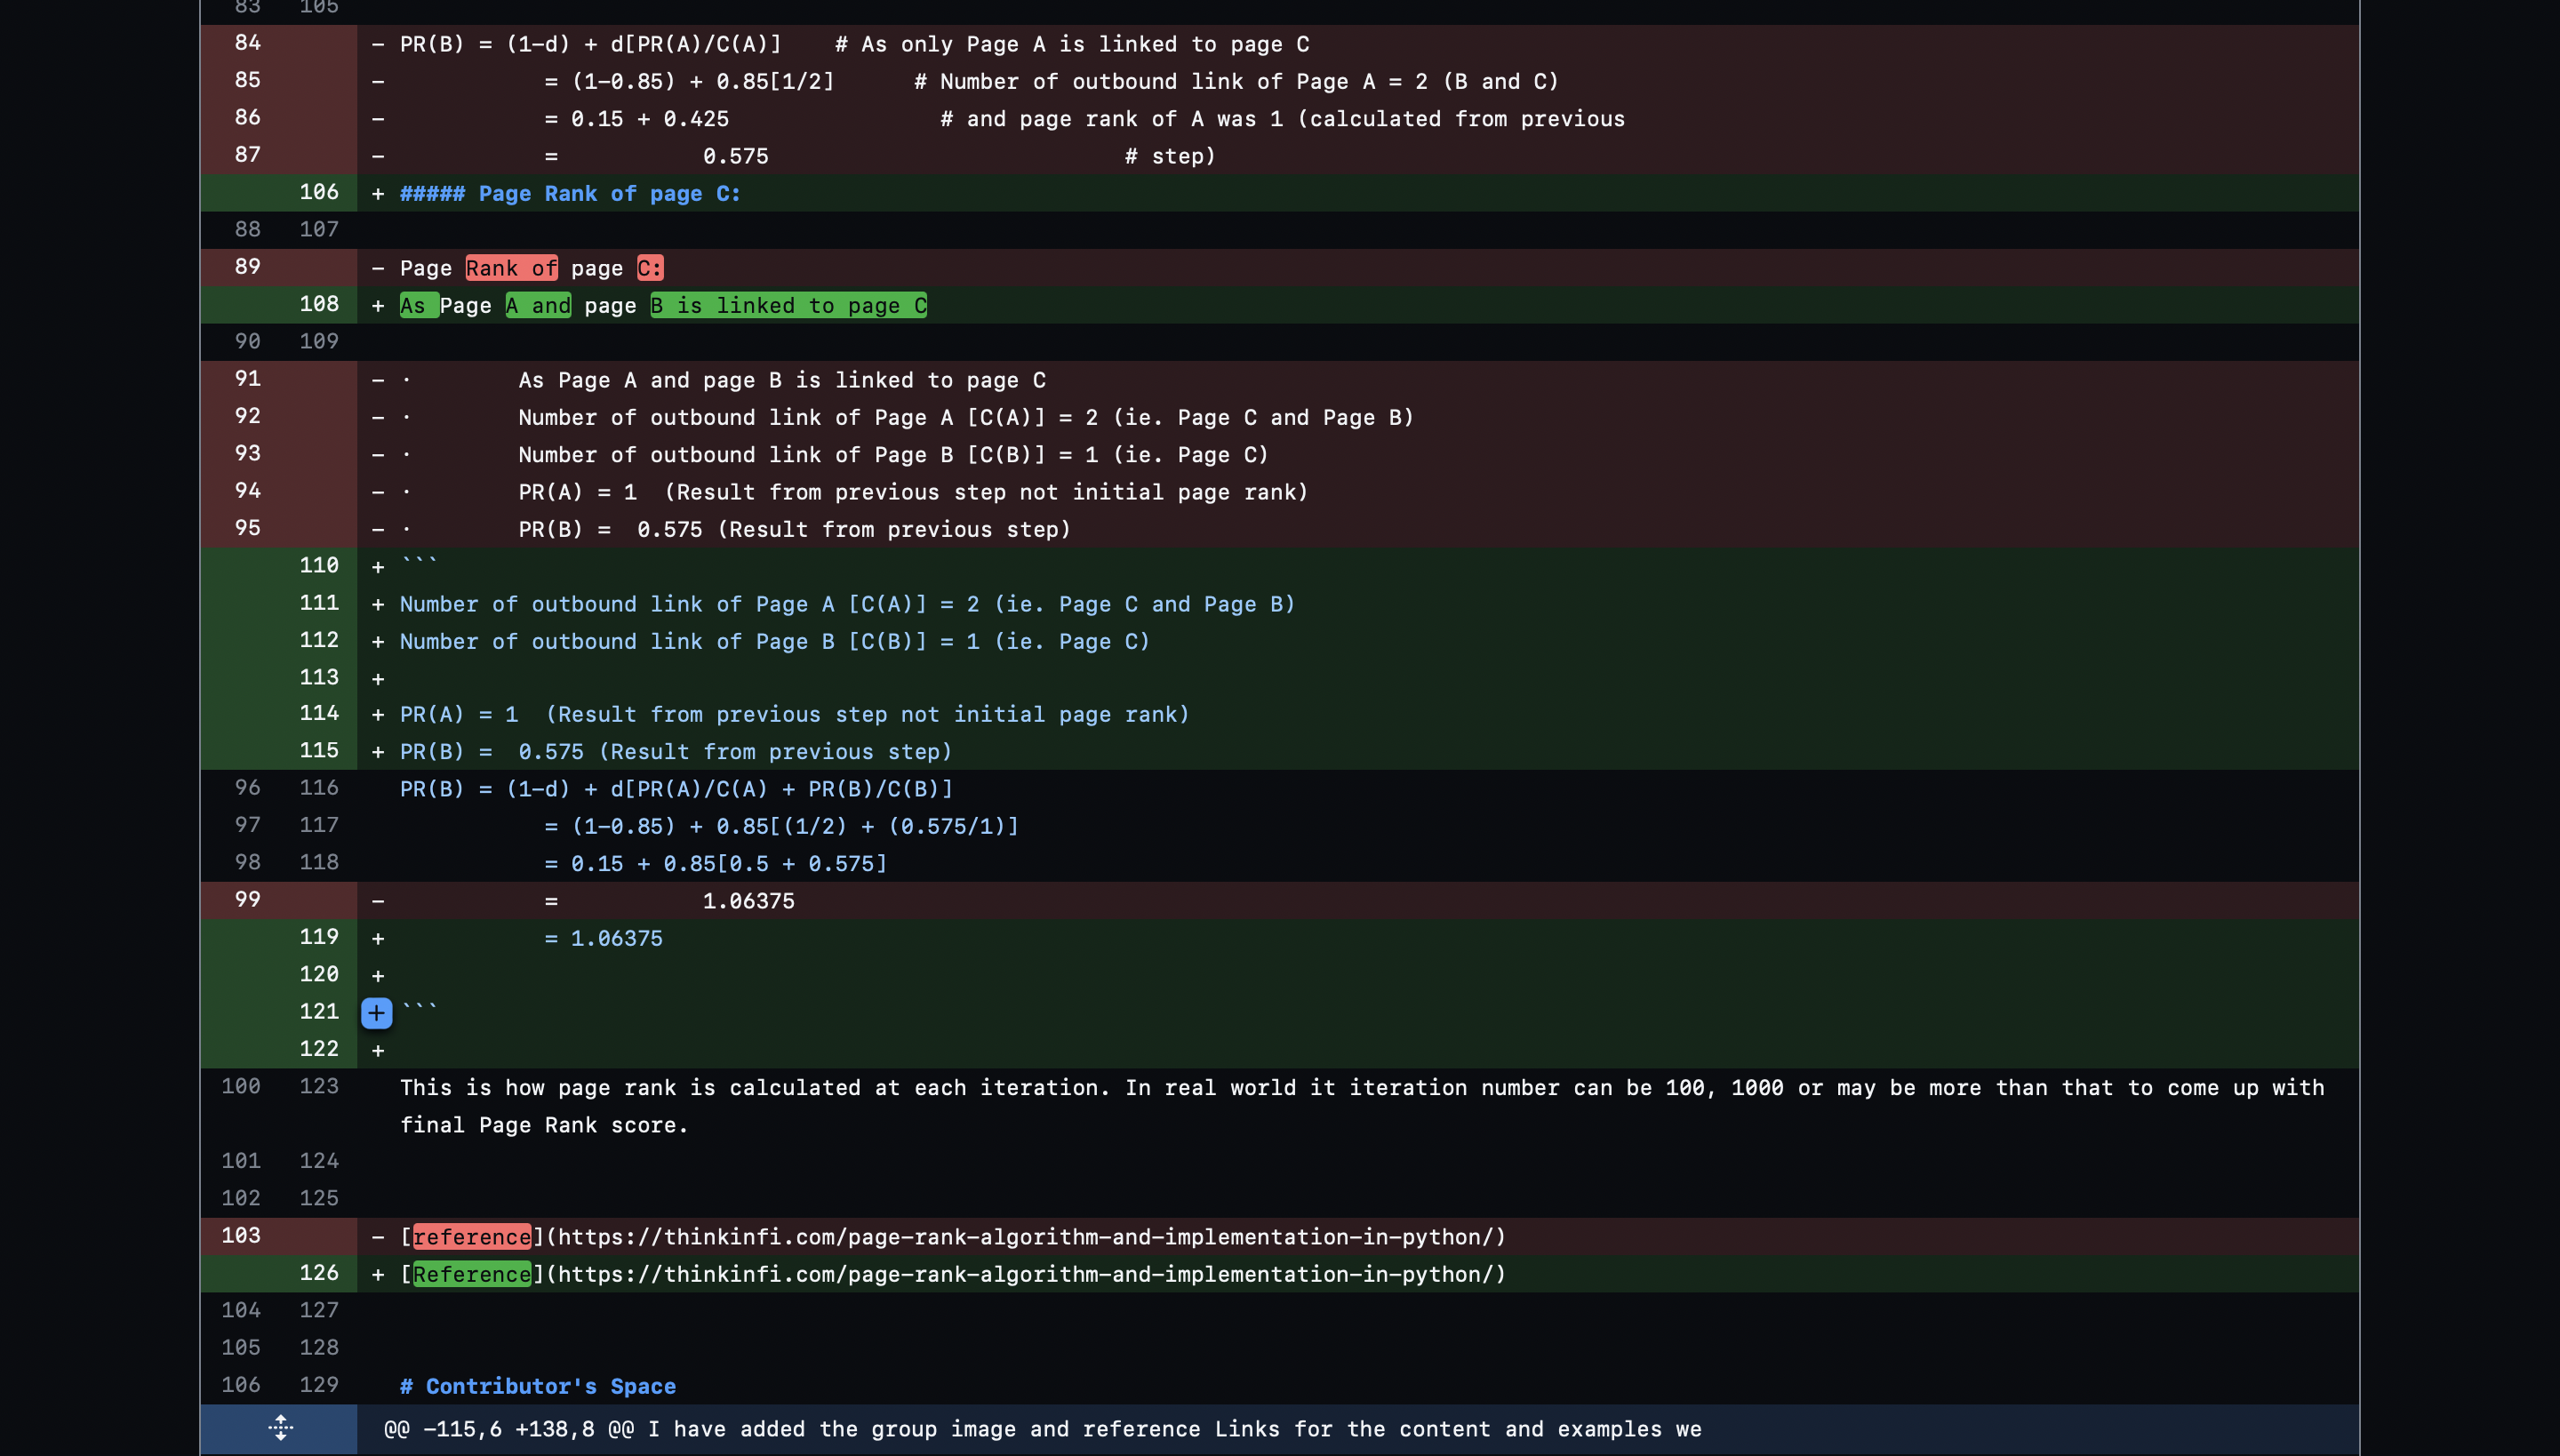 83 105
84 - PR(B) = (1-d) + d[PR(A)/C(A)]    # As only Page A is linked to page C
85 -            = (1-0.85) + 0.85[1/2]      # Number of outbound link of Page A = 2 (B and C)
86 -            = 0.15 + 0.425                # and page rank of A was 1 (calculated from previous
87 -            =           0.575                           # step)
106 + ##### Page Rank of page C:
88 107
89 - Page Rank of page C:
108 + As Page A and page B is linked to page C
90 109
91 - ·        As Page A and page B is linked to page C
92 - ·        Number of outbound link of Page A [C(A)] = 2 (ie. Page C and Page B)
93 - ·        Number of outbound link of Page B [C(B)] = 1 (ie. Page C)
94 - ·        PR(A) = 1  (Result from previous step not initial page rank)
95 - ·        PR(B) =  0.575 (Result from previous step)
110 + ```
111 + Number of outbound link of Page A [C(A)] = 2 (ie. Page C and Page B)
112 + Number of outbound link of Page B [C(B)] = 1 (ie. Page C)
113 +
114 + PR(A) = 1  (Result from previous step not initial page rank)
115 + PR(B) =  0.575 (Result from previous step)
96 116 PR(B) = (1-d) + d[PR(A)/C(A) + PR(B)/C(B)]
97 117            = (1-0.85) + 0.85[(1/2) + (0.575/1)]
98 118            = 0.15 + 0.85[0.5 + 0.575]
99 -            =           1.06375
119 +            = 1.06375
120 +
121 + ```
122 +
100 123 This is how page rank is calculated at each iteration. In real world it iteration number can be 100, 1000 or may be more than that to come up with
final Page Rank score.
101 124
102 125
103 - [reference](https://thinkinfi.com/page-rank-algorithm-and-implementation-in-python/)
126 + [Reference](https://thinkinfi.com/page-rank-algorithm-and-implementation-in-python/)
104 127
105 128
106 129 # Contributor's Space
@@ -115,6 +138,8 @@ I have added the group image and reference Links for the content and examples we